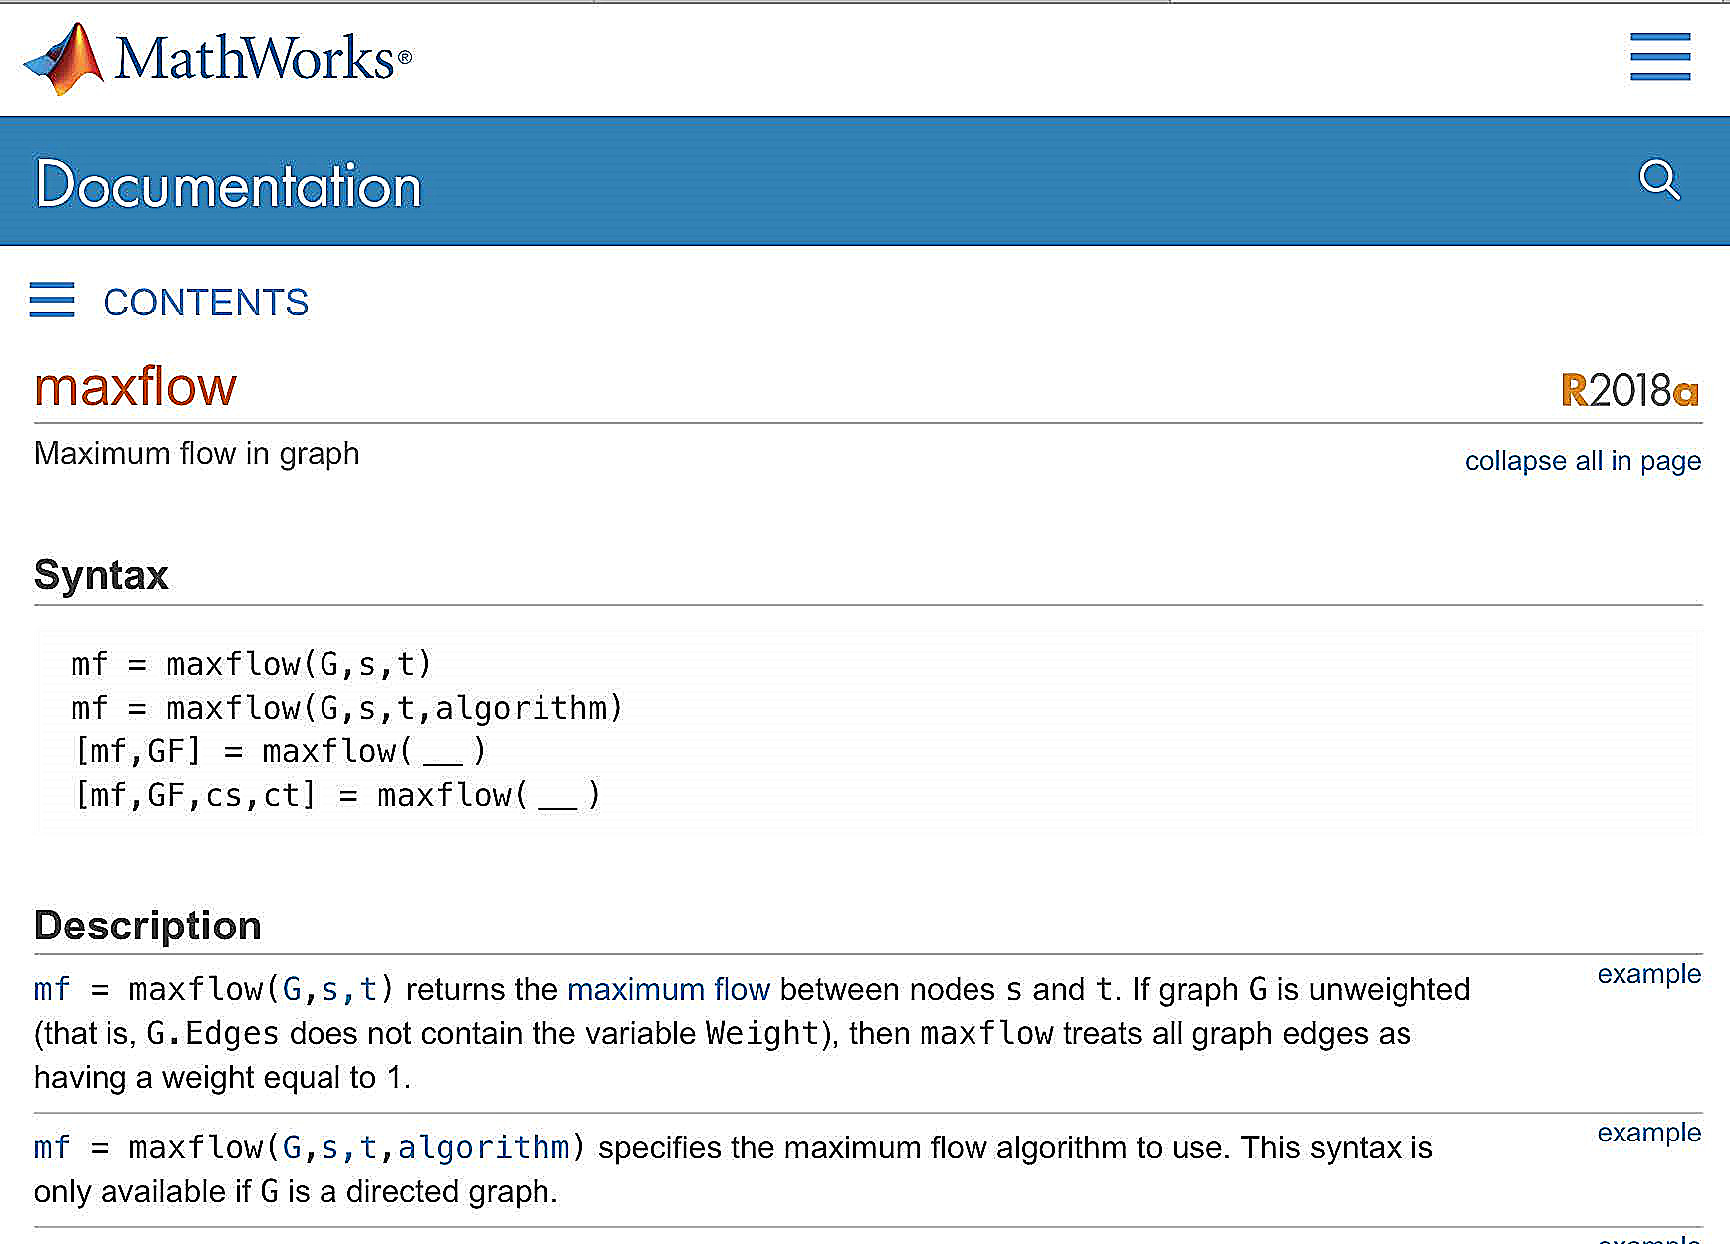 MathWorks®
Documentation
CONTENTS
maxflow
R2018a
Maximum flow in graph
collapse all in page
Syntax
mf = maxflow(G,s,t)
mf = maxflow(G,s,t,algorithm)
[mf,GF] = maxflow( __ )
[mf,GF,cs,ct] = maxflow( __ )
Description
mf = maxflow(G,s,t) returns the maximum flow between nodes s and t. If graph G is unweighted
example
(that is, G.Edges does not contain the variable Weight), then maxflow treats all graph edges as
having a weight equal to 1.
mf = maxflow(G,s,t,algorithm) specifies the maximum flow algorithm to use. This syntax is
example
only available if G is a directed graph.
example